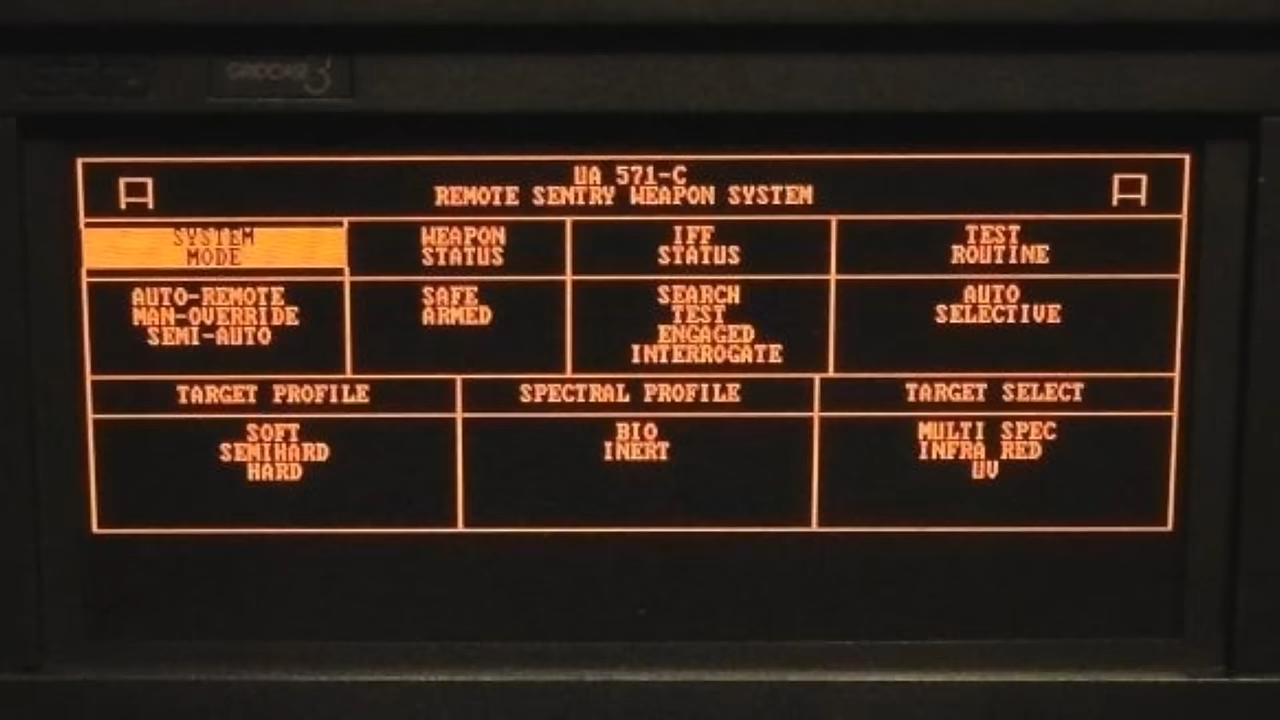 UA 571-C
REMOTE SENTRY WEAPON SYSTEM
SYSTEM
MODE
WEAPON
STATUS
IFF
STATUS
TEST
ROUTINE
AUTO-REMOTE
MAN-OVERRIDE
SEMI-AUTO
SAFE
ARMED
SEARCH
TEST
ENGAGED
INTERROGATE
AUTO
SELECTIVE
TARGET PROFILE
SPECTRAL PROFILE
TARGET SELECT
SOFT
SEMIHARD
HARD
BIO
INERT
MULTI SPEC
INFRA RED
UV